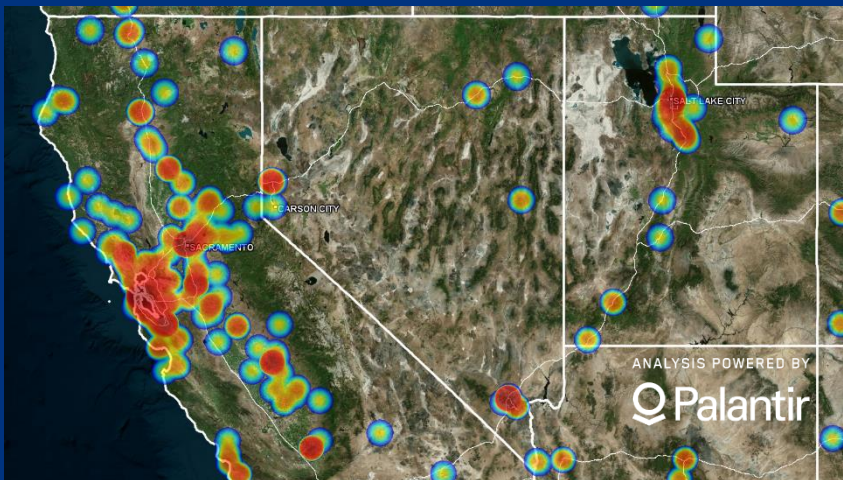 SALT LAKE CITY
CARSON CITY
SACRAMENTO
ANALYSIS POWERED BY
Palantir